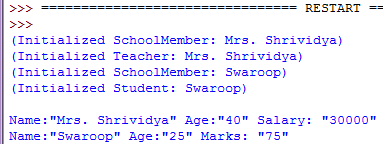 >>> ================================ RESTART ==
>>>
(Initialized SchoolMember: Mrs. Shrividya)
(Initialized Teacher: Mrs. Shrividya)
(Initialized SchoolMember: Swaroop)
(Initialized Student: Swaroop)
Name:"Mrs. Shrividya" Age:"40" Salary: "30000"
Name:"Swaroop" Age:"25" Marks: "75"